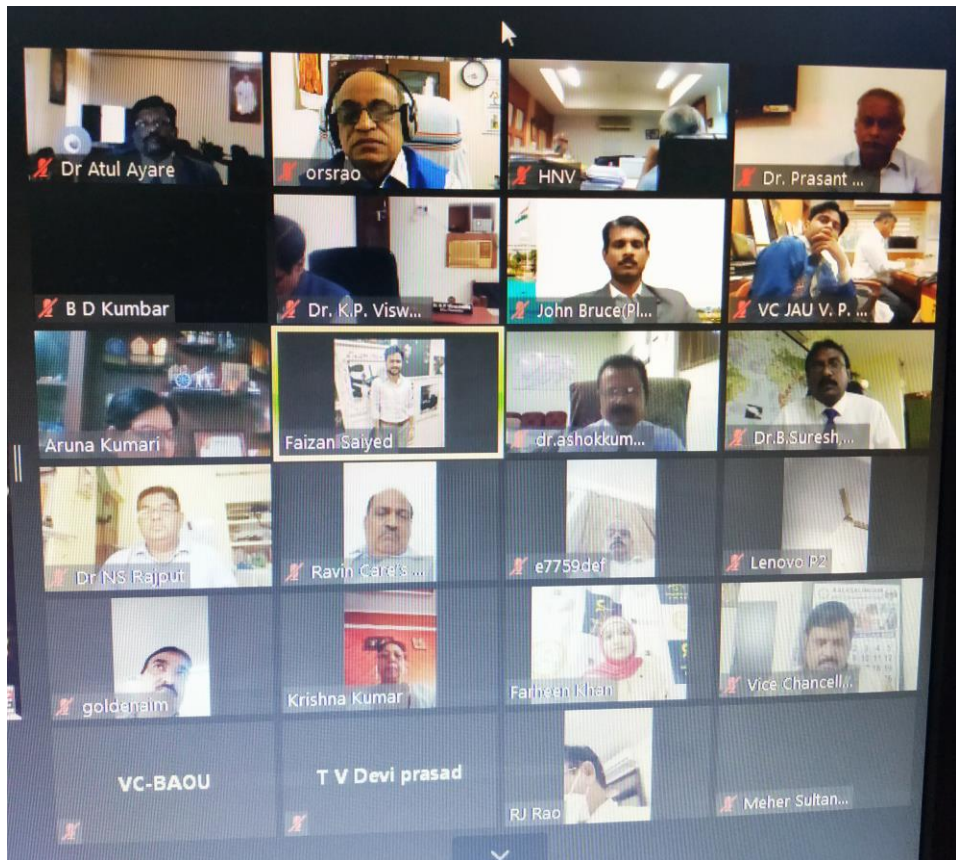 Dr Atul Ayare
orsrao
HNV
Dr. Prasant ...
B D Kumbar
Dr. K.P. Visw...
John Bruce(Pl...
VC JAU V. P. ...
Aruna Kumari
Faizan Saiyed
dr.ashokkum...
Dr.B.Suresh,...
Dr NS Rajput
Ravin Care's ...
e7759def
Lenovo P2
goldenaim
Krishna Kumar
Farheen Khan
Vice Chancell...
VC-BAOU
T V Devi prasad
RJ Rao
Meher Sultan...